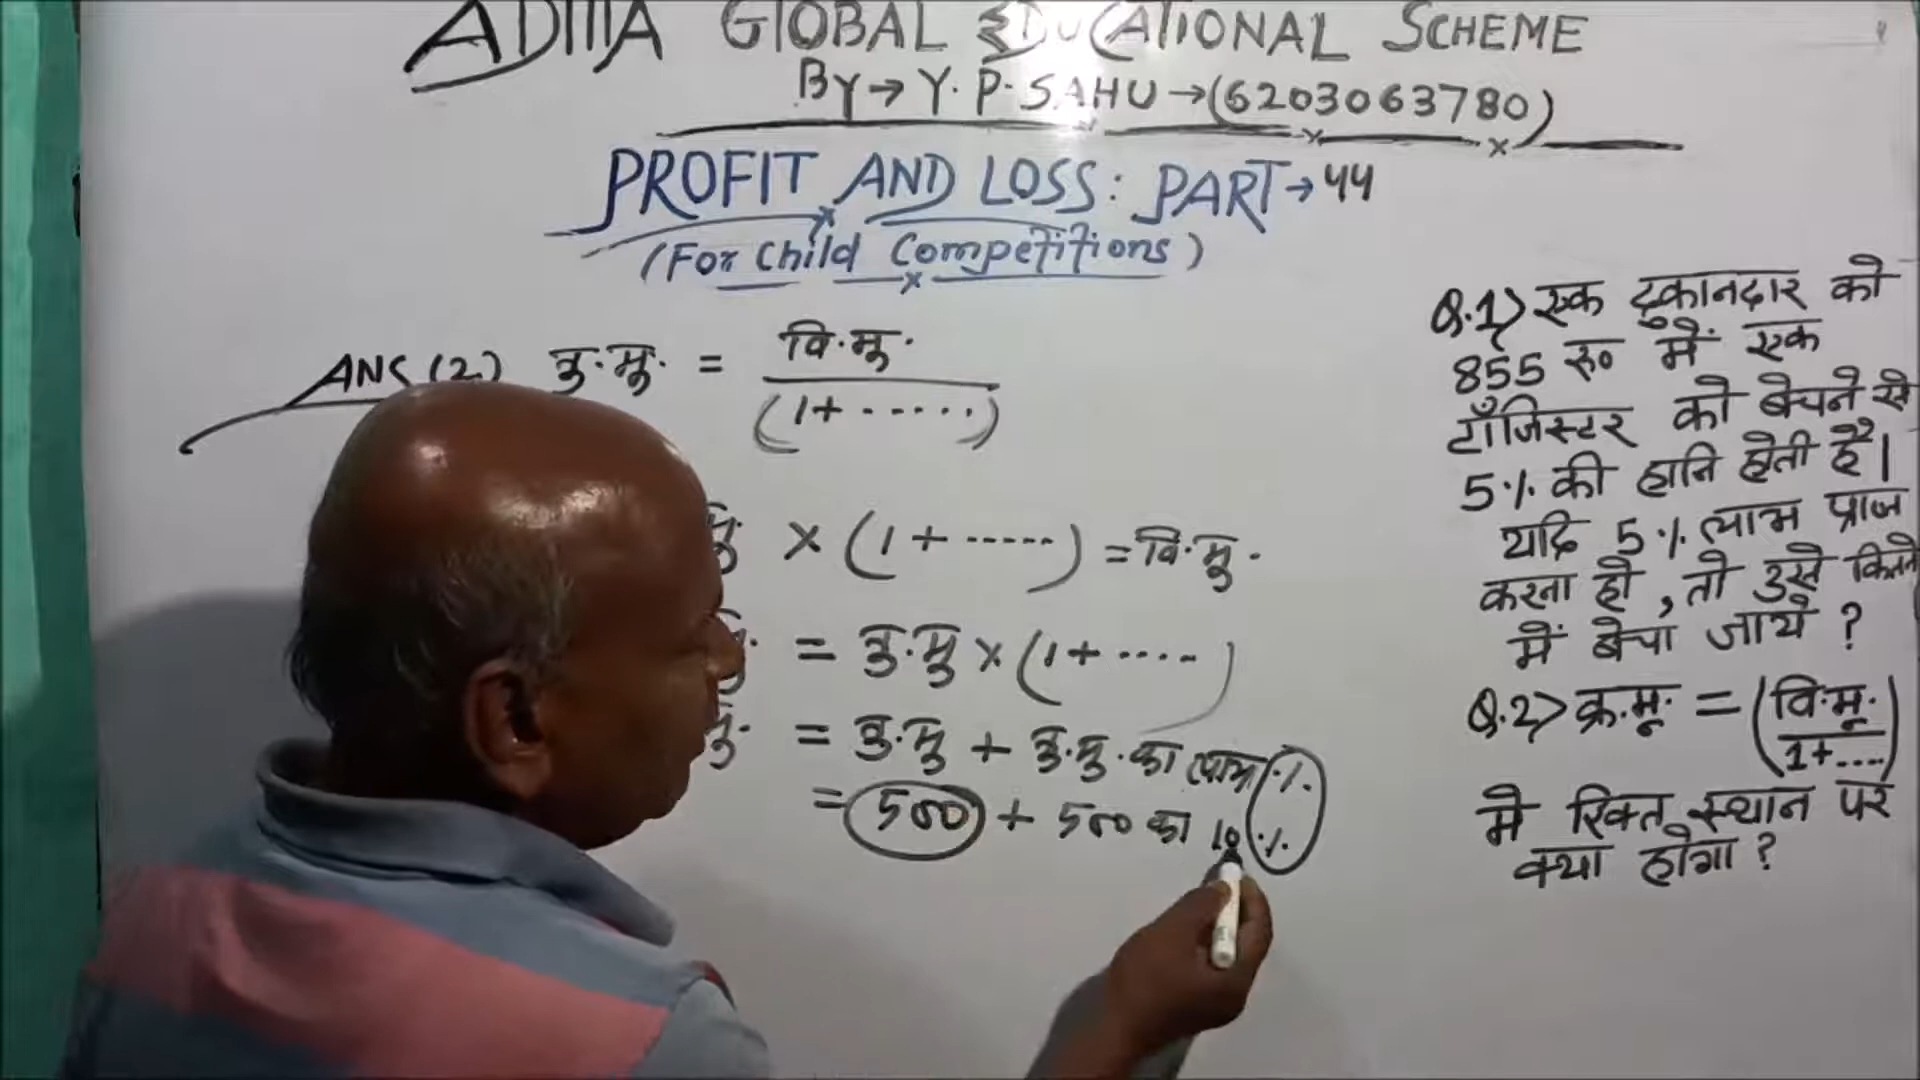 ADITYA GLOBAL EDUCATIONAL SCHEME
BY → Y. P. SAHU → (6203063780)
PROFIT AND LOSS: PART → 44
(For Child Competitions)
ANS (2) क्रु.मु. = वि.मु.
(1+ ......)
मु × (1+ .....) = वि.मु.
= क्रु.मु × (1+ ....)
मु. = क्रु.मु + क्रु.मु. का लाभ %
= 500 + 500 का 10 %
Q.1) एक दुकानदार को
855 रू० में एक
ट्राँजिस्टर को बेचने से
5% की हानि होती है।
यदि 5% लाभ प्राप्त
करना हो, तो उसे कितने
में बेचा जाये ?
Q.2) क्र.मू. = (वि.मू.
1+ ....)
मे रिक्त स्थान पर
क्या होगा ?